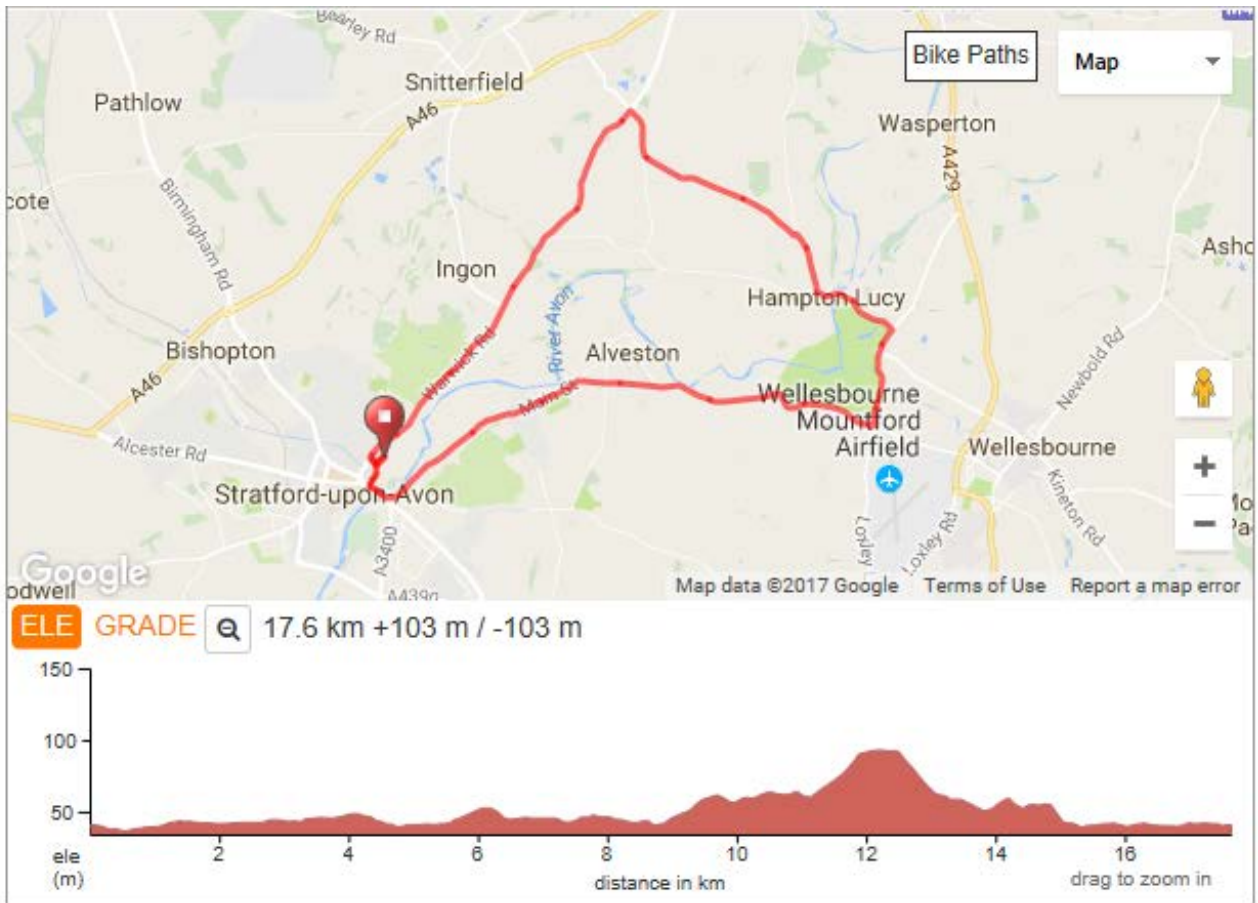 Bearley Rd
Snitterfield
Bike Paths
Map
Pathlow
A46
Wasperton
A429
cote
Birmingham Rd
Ingon
Asho
Hampton Lucy
River Avon
Warwick Rd
Bishopton
Alveston
Newbold Rd
A46
Main St
Wellesbourne
Mountford
Airfield
Alcester Rd
Wellesbourne
Stratford-upon-Avon
Kineton Rd
A3400
Loxley
Loxley Rd
Google
odwell
A439
Map data ©2017 Google Terms of Use Report a map error
ELE GRADE 17.6 km +103 m / -103 m
150
100
50
ele
(m)
2 4 6 8 10 12 14 16
distance in km
drag to zoom in